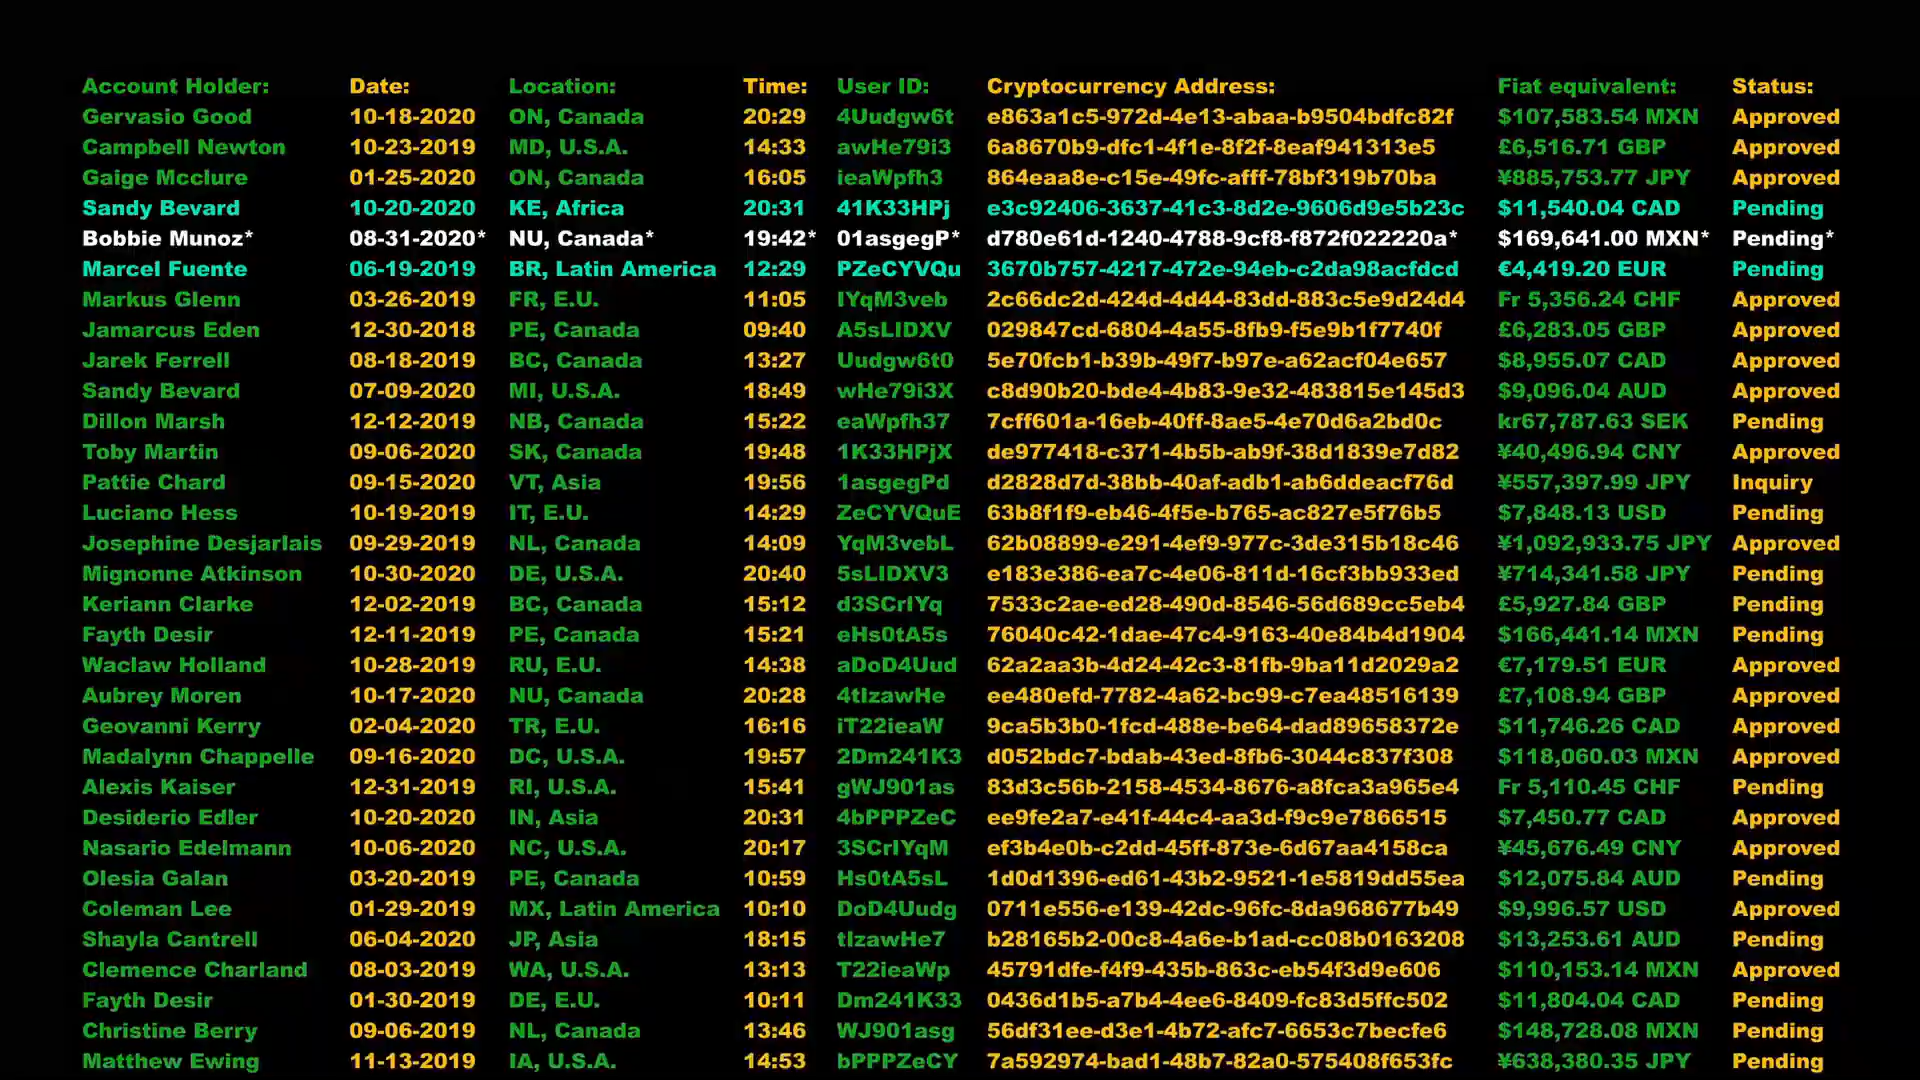 Account Holder: Date: Location: Time: User ID: Cryptocurrency Address: Fiat equivalent: Status:
Gervasio Good 10-18-2020 ON, Canada 20:29 4Uudgw6t e863a1c5-972d-4e13-abaa-b9504bdfc82f $107,583.54 MXN Approved
Campbell Newton 10-23-2019 MD, U.S.A. 14:33 awHe79i3 6a8670b9-dfc1-4f1e-8f2f-8eaf941313e5 £6,516.71 GBP Approved
Gaige Mcclure 01-25-2020 ON, Canada 16:05 ieaWpfh3 864eaa8e-c15e-49fc-afff-78bf319b70ba ¥885,753.77 JPY Approved
Sandy Bevard 10-20-2020 KE, Africa 20:31 41K33HPj e3c92406-3637-41c3-8d2e-9606d9e5b23c $11,540.04 CAD Pending
Bobbie Munoz* 08-31-2020* NU, Canada* 19:42* 01asgegP* d780e61d-1240-4788-9cf8-f872f022220a* $169,641.00 MXN* Pending*
Marcel Fuente 06-19-2019 BR, Latin America 12:29 PZeCYVQu 3670b757-4217-472e-94eb-c2da98acfdcd €4,419.20 EUR Pending
Markus Glenn 03-26-2019 FR, E.U. 11:05 IYqM3veb 2c66dc2d-424d-4d44-83dd-883c5e9d24d4 Fr 5,356.24 CHF Approved
Jamarcus Eden 12-30-2018 PE, Canada 09:40 A5sLIDXV 029847cd-6804-4a55-8fb9-f5e9b1f7740f £6,283.05 GBP Approved
Jarek Ferrell 08-18-2019 BC, Canada 13:27 Uudgw6t0 5e70fcb1-b39b-49f7-b97e-a62acf04e657 $8,955.07 CAD Approved
Sandy Bevard 07-09-2020 MI, U.S.A. 18:49 wHe79i3X c8d90b20-bde4-4b83-9e32-483815e145d3 $9,096.04 AUD Approved
Dillon Marsh 12-12-2019 NB, Canada 15:22 eaWpfh37 7cff601a-16eb-40ff-8ae5-4e70d6a2bd0c kr67,787.63 SEK Pending
Toby Martin 09-06-2020 SK, Canada 19:48 1K33HPjX de977418-c371-4b5b-ab9f-38d1839e7d82 ¥40,496.94 CNY Approved
Pattie Chard 09-15-2020 VT, Asia 19:56 1asgegPd d2828d7d-38bb-40af-adb1-ab6ddeacf76d ¥557,397.99 JPY Inquiry
Luciano Hess 10-19-2019 IT, E.U. 14:29 ZeCYVQuE 63b8f1f9-eb46-4f5e-b765-ac827e5f76b5 $7,848.13 USD Pending
Josephine Desjarlais 09-29-2019 NL, Canada 14:09 YqM3vebL 62b08899-e291-4ef9-977c-3de315b18c46 ¥1,092,933.75 JPY Approved
Mignonne Atkinson 10-30-2020 DE, U.S.A. 20:40 5sLIDXV3 e183e386-ea7c-4e06-811d-16cf3bb933ed ¥714,341.58 JPY Pending
Keriann Clarke 12-02-2019 BC, Canada 15:12 d3SCrIYq 7533c2ae-ed28-490d-8546-56d689cc5eb4 £5,927.84 GBP Pending
Fayth Desir 12-11-2019 PE, Canada 15:21 eHs0tA5s 76040c42-1dae-47c4-9163-40e84b4d1904 $166,441.14 MXN Pending
Waclaw Holland 10-28-2019 RU, E.U. 14:38 aDoD4Uud 62a2aa3b-4d24-42c3-81fb-9ba11d2029a2 €7,179.51 EUR Approved
Aubrey Moren 10-17-2020 NU, Canada 20:28 4tIzawHe ee480efd-7782-4a62-bc99-c7ea48516139 £7,108.94 GBP Approved
Geovanni Kerry 02-04-2020 TR, E.U. 16:16 iT22ieaW 9ca5b3b0-1fcd-488e-be64-dad89658372e $11,746.26 CAD Approved
Madalynn Chappelle 09-16-2020 DC, U.S.A. 19:57 2Dm241K3 d052bdc7-bdab-43ed-8fb6-3044c837f308 $118,060.03 MXN Approved
Alexis Kaiser 12-31-2019 RI, U.S.A. 15:41 gWJ901as 83d3c56b-2158-4534-8676-a8fca3a965e4 Fr 5,110.45 CHF Pending
Desiderio Edler 10-20-2020 IN, Asia 20:31 4bPPPZeC ee9fe2a7-e41f-44c4-aa3d-f9c9e7866515 $7,450.77 CAD Approved
Nasario Edelmann 10-06-2020 NC, U.S.A. 20:17 3SCrIYqM ef3b4e0b-c2dd-45ff-873e-6d67aa4158ca ¥45,676.49 CNY Approved
Olesia Galan 03-20-2019 PE, Canada 10:59 Hs0tA5sL 1d0d1396-ed61-43b2-9521-1e5819dd55ea $12,075.84 AUD Pending
Coleman Lee 01-29-2019 MX, Latin America 10:10 DoD4Uudg 0711e556-e139-42dc-96fc-8da968677b49 $9,996.57 USD Approved
Shayla Cantrell 06-04-2020 JP, Asia 18:15 tIzawHe7 b28165b2-00c8-4a6e-b1ad-cc08b0163208 $13,253.61 AUD Pending
Clemence Charland 08-03-2019 WA, U.S.A. 13:13 T22ieaWp 45791dfe-f4f9-435b-863c-eb54f3d9e606 $110,153.14 MXN Approved
Fayth Desir 01-30-2019 DE, E.U. 10:11 Dm241K33 0436d1b5-a7b4-4ee6-8409-fc83d5ffc502 $11,804.04 CAD Pending
Christine Berry 09-06-2019 NL, Canada 13:46 WJ901asg 56df31ee-d3e1-4b72-afc7-6653c7becfe6 $148,728.08 MXN Pending
Matthew Ewing 11-13-2019 IA, U.S.A. 14:53 bPPPZeCY 7a592974-bad1-48b7-82a0-575408f653fc ¥638,380.35 JPY Pending